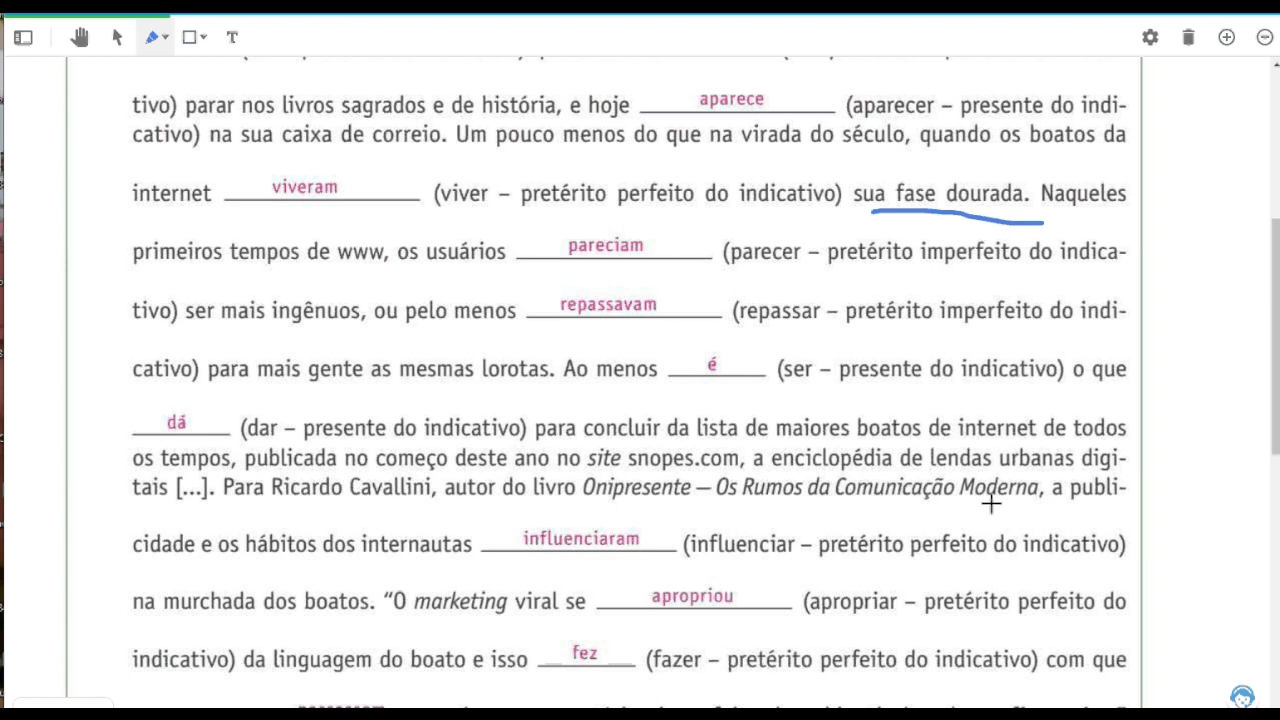 tivo) parar nos livros sagrados e de história, e hoje aparece (aparecer – presente do indi-
cativo) na sua caixa de correio. Um pouco menos do que na virada do século, quando os boatos da
internet viveram (viver – pretérito perfeito do indicativo) sua fase dourada. Naqueles
primeiros tempos de www, os usuários pareciam (parecer – pretérito imperfeito do indica-
tivo) ser mais ingênuos, ou pelo menos repassavam (repassar – pretérito imperfeito do indi-
cativo) para mais gente as mesmas lorotas. Ao menos é (ser – presente do indicativo) o que
dá (dar – presente do indicativo) para concluir da lista de maiores boatos de internet de todos
os tempos, publicada no começo deste ano no site snopes.com, a enciclopédia de lendas urbanas digi-
tais [...]. Para Ricardo Cavallini, autor do livro Onipresente – Os Rumos da Comunicação Moderna, a publi-
cidade e os hábitos dos internautas influenciaram (influenciar – pretérito perfeito do indicativo)
na murchada dos boatos. “O marketing viral se apropriou (apropriar – pretérito perfeito do
indicativo) da linguagem do boato e isso fez (fazer – pretérito perfeito do indicativo) com que